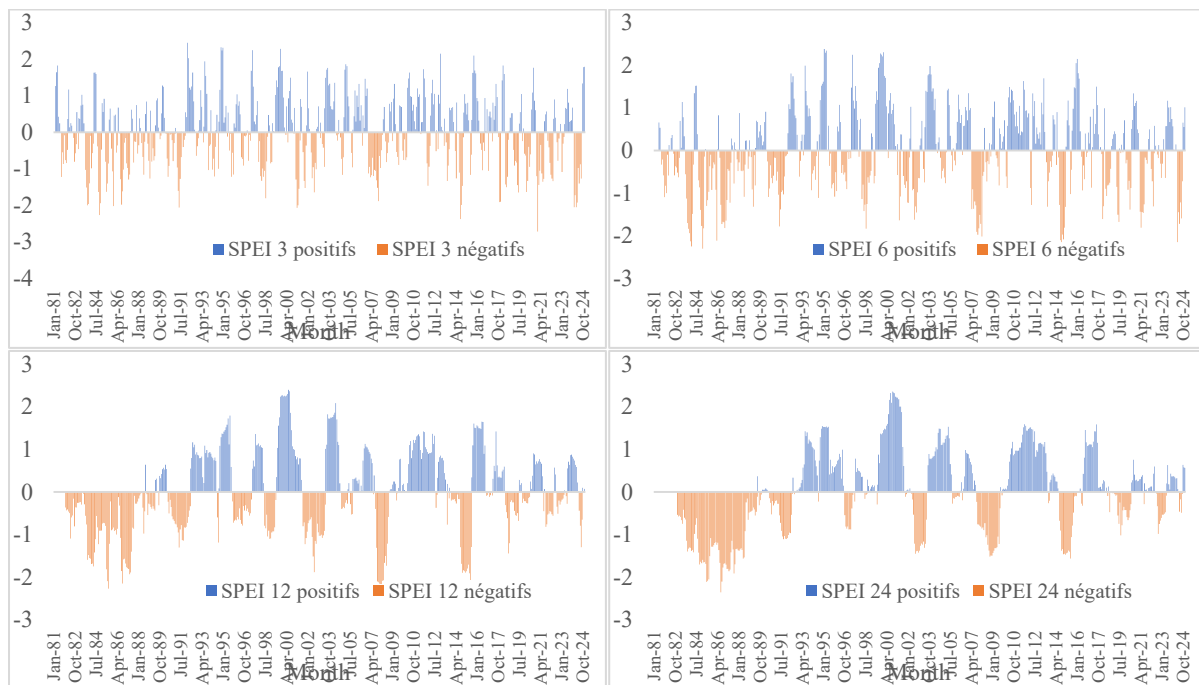 3
2
1
0
-1
-2
-3
-4
SPEI 3 positifs SPEI 3 négatifs
Jan-81 Oct-82 Jul-84 Apr-86 Jan-88 Oct-89 Jul-91 Apr-93 Jan-95 Oct-96 Jul-98 Apr-00 Jan-02 Oct-03 Jul-05 Apr-07 Jan-09 Oct-10 Jul-12 Apr-14 Jan-16 Oct-17 Jul-19 Apr-21 Jan-23 Oct-24
Month
3
2
1
0
-1
-2
-3
SPEI 6 positifs SPEI 6 négatifs
Jan-81 Oct-82 Jul-84 Apr-86 Jan-88 Oct-89 Jul-91 Apr-93 Jan-95 Oct-96 Jul-98 Apr-00 Jan-02 Oct-03 Jul-05 Apr-07 Jan-09 Oct-10 Jul-12 Apr-14 Jan-16 Oct-17 Jul-19 Apr-21 Jan-23 Oct-24
Month
3
2
1
0
-1
-2
-3
SPEI 12 positifs SPEI 12 négatifs
Jan-81 Oct-82 Jul-84 Apr-86 Jan-88 Oct-89 Jul-91 Apr-93 Jan-95 Oct-96 Jul-98 Apr-00 Jan-02 Oct-03 Jul-05 Apr-07 Jan-09 Oct-10 Jul-12 Apr-14 Jan-16 Oct-17 Jul-19 Apr-21 Jan-23 Oct-24
Month
3
2
1
0
-1
-2
-3
SPEI 24 positifs SPEI 24 négatifs
Jan-81 Oct-82 Jul-84 Apr-86 Jan-88 Oct-89 Jul-91 Apr-93 Jan-95 Oct-96 Jul-98 Apr-00 Jan-02 Oct-03 Jul-05 Apr-07 Jan-09 Oct-10 Jul-12 Apr-14 Jan-16 Oct-17 Jul-19 Apr-21 Jan-23 Oct-24
Month